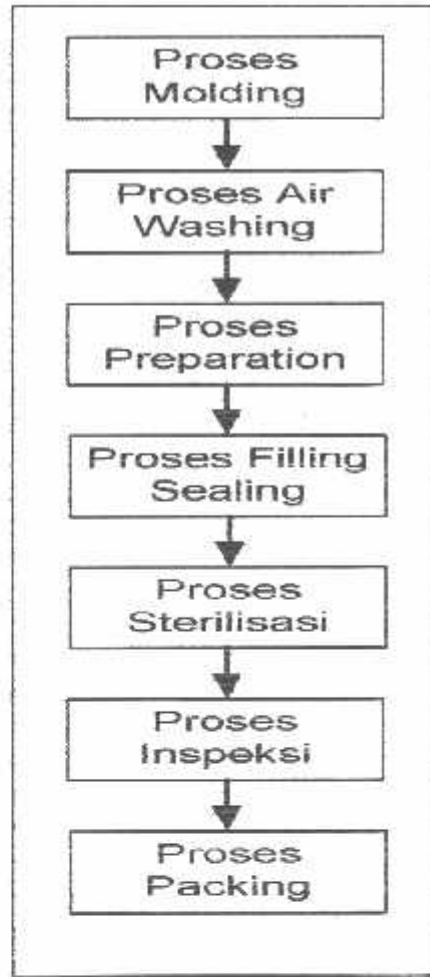 Proses
Molding
Proses Air
Washing
Proses
Preparation
Proses Filling
Sealing
Proses
Sterilisasi
Proses
Inspeksi
Proses
Packing